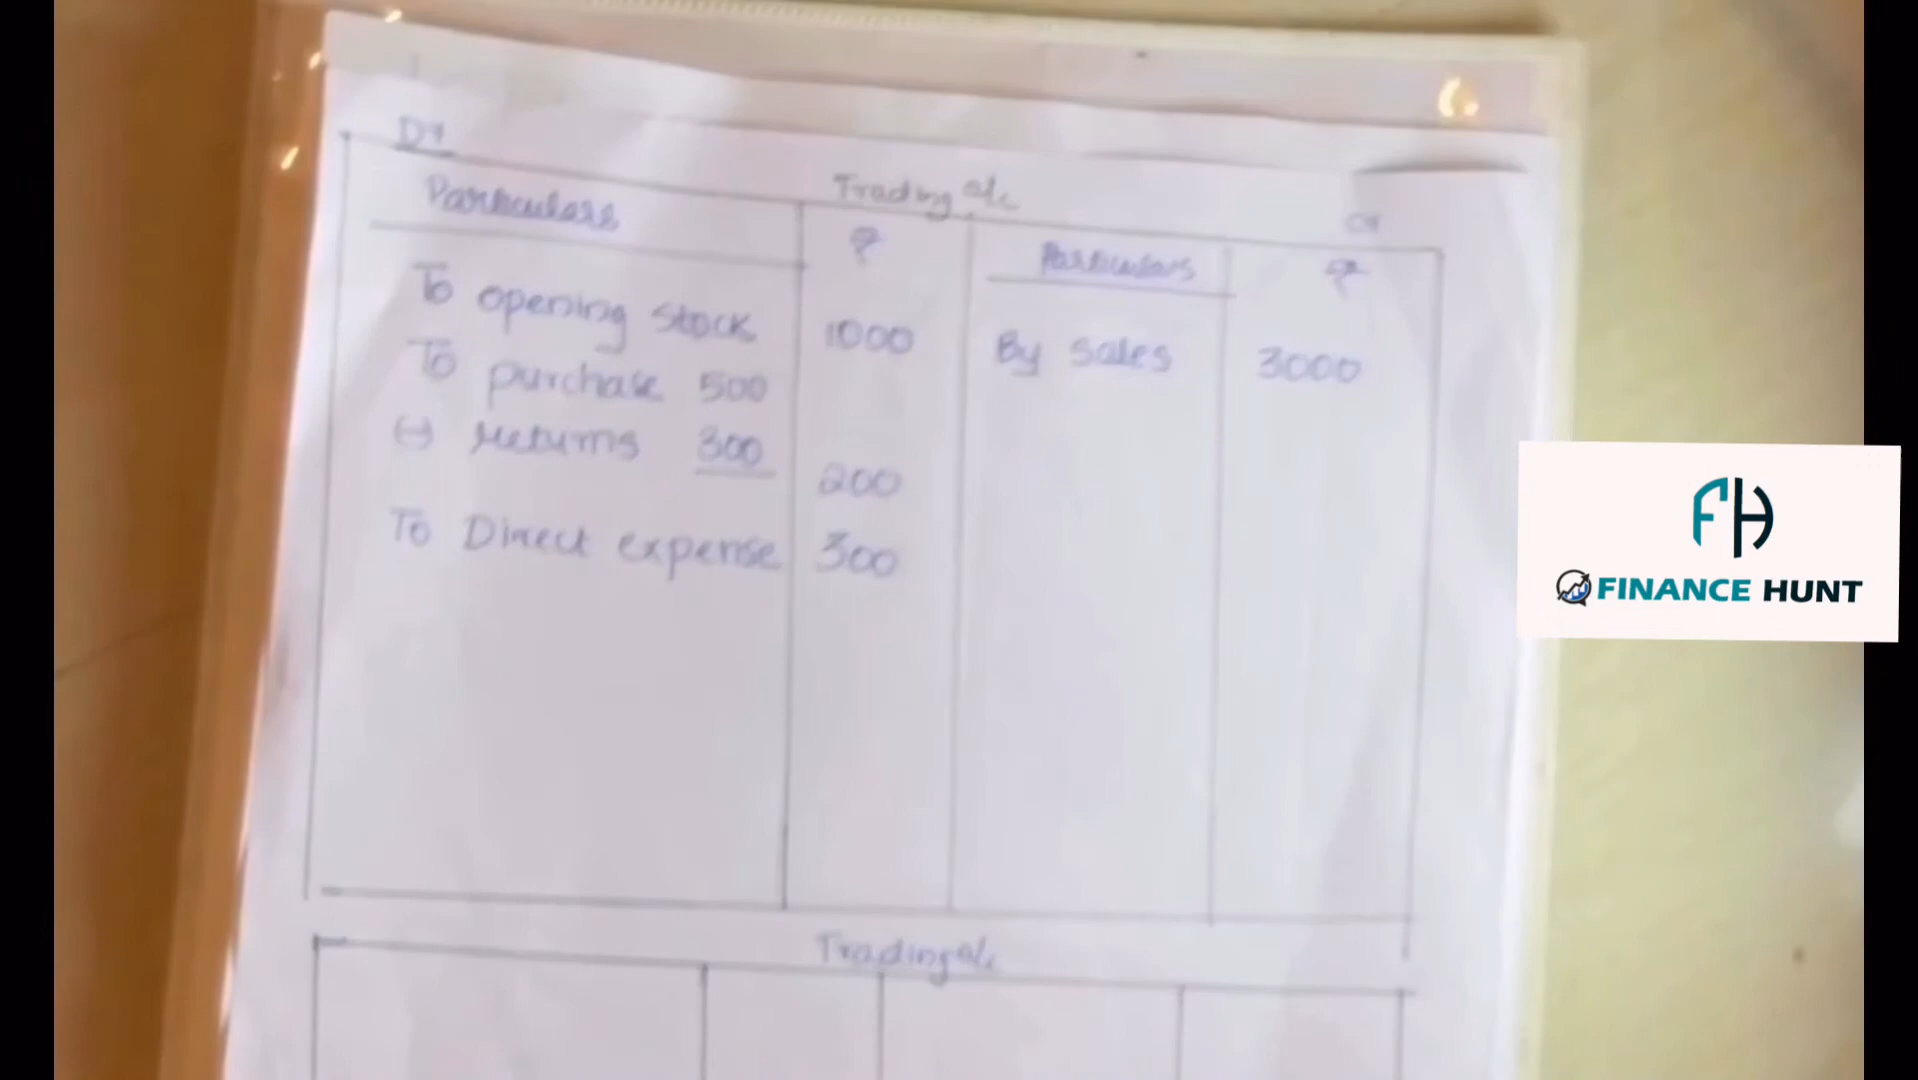 Dr
Trading a/c
Cr
Particulars ₹ Particulars ₹
To opening stock 1000 By sales 3000
To purchase 500
(-) returns 300 200
To Direct expense 300
Trading a/c
FH
FINANCE HUNT